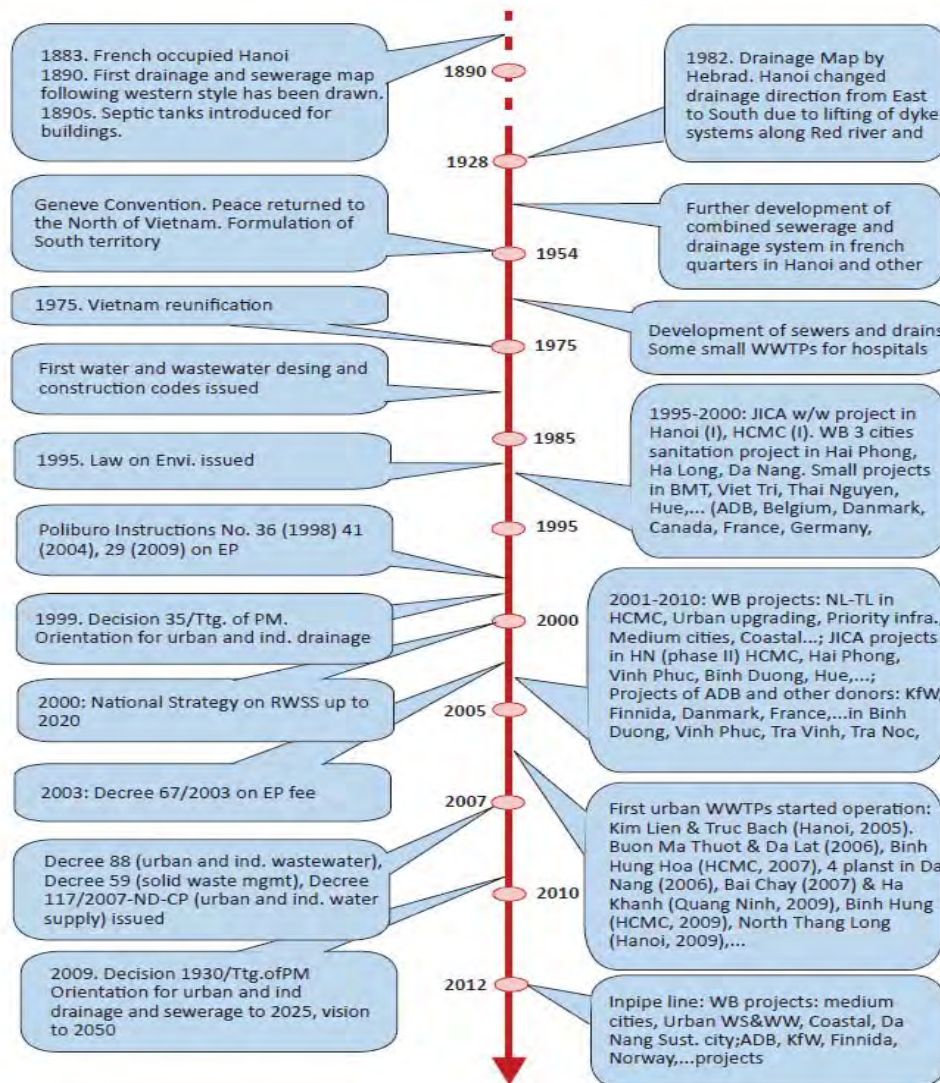 1883. French occupied Hanoi
1890. First drainage and sewerage map
following western style has been drawn.
1890s. Septic tanks introduced for
buildings.
1890
1982. Drainage Map by
Hebrad. Hanoi changed
drainage direction from East
to South due to lifting of dyke
systems along Red river and
1928
Geneve Convention. Peace returned to
the North of Vietnam. Formulation of
South territory
Further development of
combined sewerage and
drainage system in french
quarters in Hanoi and other
1954
1975. Vietnam reunification
Development of sewers and drains
Some small WWTPs for hospitals
1975
First water and wastewater desing and
construction codes issued
1985
1995. Law on Envi. issued
1995-2000: JICA w/w project in
Hanoi (I), HCMC (I). WB 3 cities
sanitation project in Hai Phong,
Ha Long, Da Nang. Small projects
in BMT, Viet Tri, Thai Nguyen,
Hue,... (ADB, Belgium, Danmark,
Canada, France, Germany,
1995
Poliburo Instructions No. 36 (1998) 41
(2004), 29 (2009) on EP
1999. Decision 35/Ttg. of PM.
Orientation for urban and ind. drainage
2000
2001-2010: WB projects: NL-TL in
HCMC, Urban upgrading, Priority infra.,
Medium cities, Coastal...; JICA projects
in HN (phase II) HCMC, Hai Phong,
Vinh Phuc, Binh Duong, Hue,...;
Projects of ADB and other donors: KfW,
Finnida, Danmark, France,...in Binh
Duong, Vinh Phuc, Tra Vinh, Tra Noc,
2000: National Strategy on RWSS up to
2020
2005
2003: Decree 67/2003 on EP fee
2007
First urban WWTPs started operation:
Kim Lien & Truc Bach (Hanoi, 2005).
Buon Ma Thuot & Da Lat (2006), Binh
Hung Hoa (HCMC, 2007), 4 planst in Da
Nang (2006), Bai Chay (2007) & Ha
Khanh (Quang Ninh, 2009), Binh Hung
(HCMC, 2009), North Thang Long
(Hanoi, 2009),...
Decree 88 (urban and ind. wastewater),
Decree 59 (solid waste mgmt), Decree
117/2007-ND-CP (urban and ind. water
supply) issued
2010
2009. Decision 1930/Ttg.ofPM
Orientation for urban and ind
drainage and sewerage to 2025, vision
to 2050
2012
Inpipe line: WB projects: medium
cities, Urban WS&WW, Coastal, Da
Nang Sust. city;ADB, KfW, Finnida,
Norway,...projects